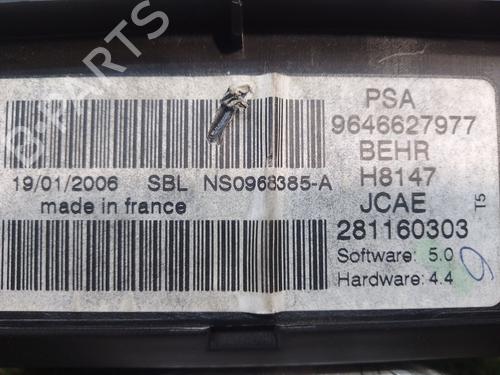 B-PARTS
19/01/2006 SBL NS0968385-A
made in france
PSA
9646627977
BEHR
H8147
JCAE
281160303
T5
Software: 5.0
Hardware: 4.4